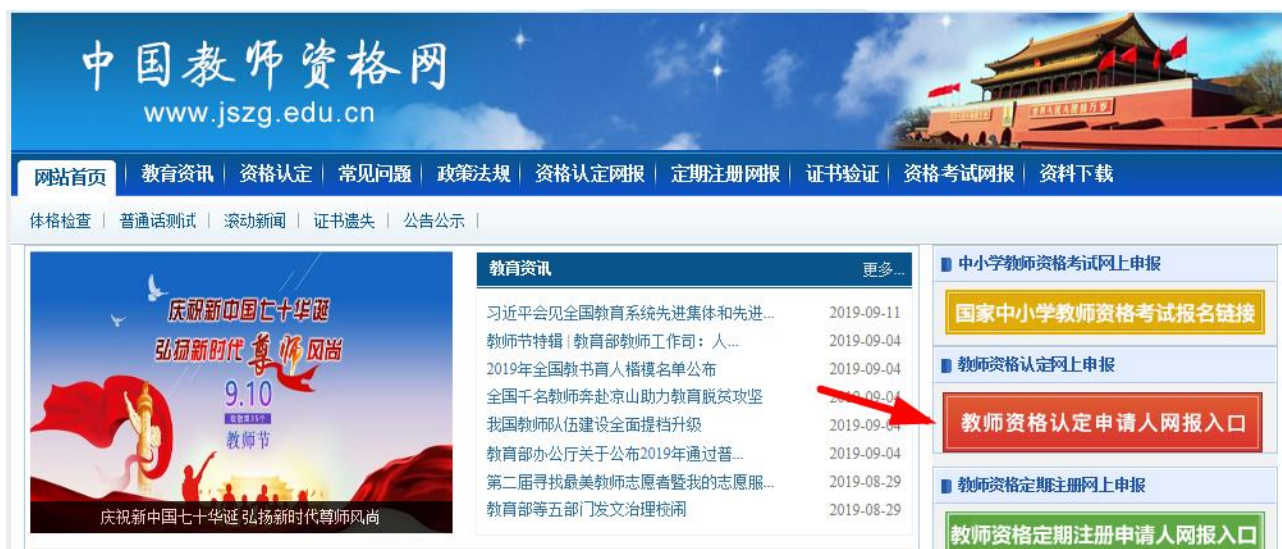 中国教师资格网
www.jszg.edu.cn
网站首页 教育资讯 资格认定 常见问题 政策法规 资格认定网报 定期注册网报 证书验证 资格考试网报 资料下载
体格检查 | 普通话测试 | 滚动新闻 | 证书遗失 | 公告公示 |
庆祝新中国七十华诞
弘扬新时代尊师风尚
9.10
教师节
庆祝新中国七十华诞 弘扬新时代尊师风尚
教育资讯 更多...
习近平会见全国教育系统先进集体和先进... 2019-09-11
教师节特辑 | 教育部教师工作司：人... 2019-09-04
2019年全国教书育人楷模名单公布 2019-09-04
全国千名教师奔赴京山助力教育脱贫攻坚 2019-09-04
我国教师队伍建设全面提档升级 2019-09-04
教育部办公厅关于公布2019年通过普... 2019-09-04
第二届寻找最美教师志愿者暨我的志愿服... 2019-08-29
教育部等五部门发文治理校闹 2019-08-29
中小学教师资格考试网上申报
国家中小学教师资格考试报名链接
教师资格认定网上申报
教师资格认定申请人网报入口
教师资格定期注册网上申报
教师资格定期注册申请人网报入口